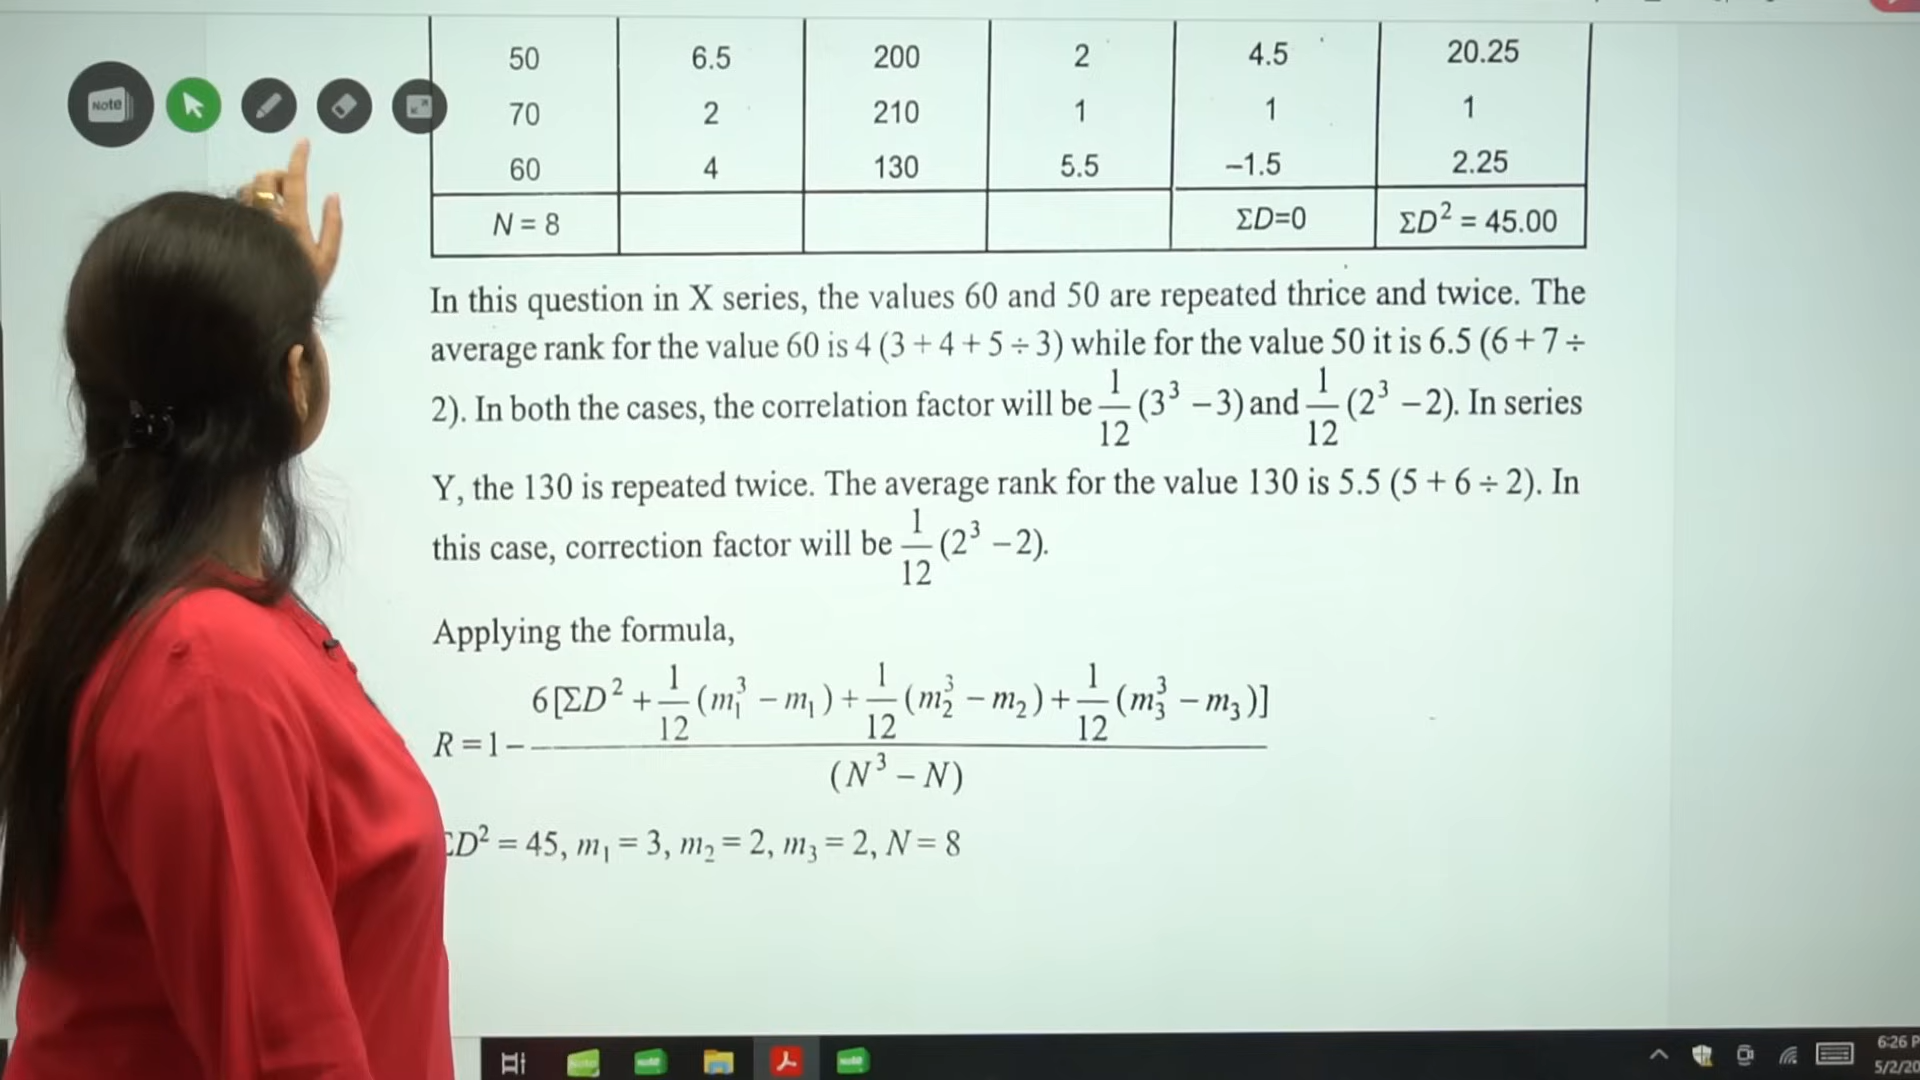 Note
50 6.5 200 2 4.5 20.25
70 2 210 1 1 1
60 4 130 5.5 –1.5 2.25
N = 8 ΣD=0 ΣD² = 45.00
In this question in X series, the values 60 and 50 are repeated thrice and twice. The
average rank for the value 60 is 4 (3 + 4 + 5 ÷ 3) while for the value 50 it is 6.5 (6 + 7 ÷
2). In both the cases, the correlation factor will be 1/12 (3³ – 3) and 1/12 (2³ – 2). In series
Y, the 130 is repeated twice. The average rank for the value 130 is 5.5 (5 + 6 ÷ 2). In
this case, correction factor will be 1/12 (2³ – 2).
Applying the formula,
R = 1 – 6[ΣD² + 1/12 (m₁³ – m₁) + 1/12 (m₂³ – m₂) + 1/12 (m₃³ – m₃)] / (N³ – N)
D² = 45, m₁ = 3, m₂ = 2, m₃ = 2, N = 8
6:26 P
5/2/20